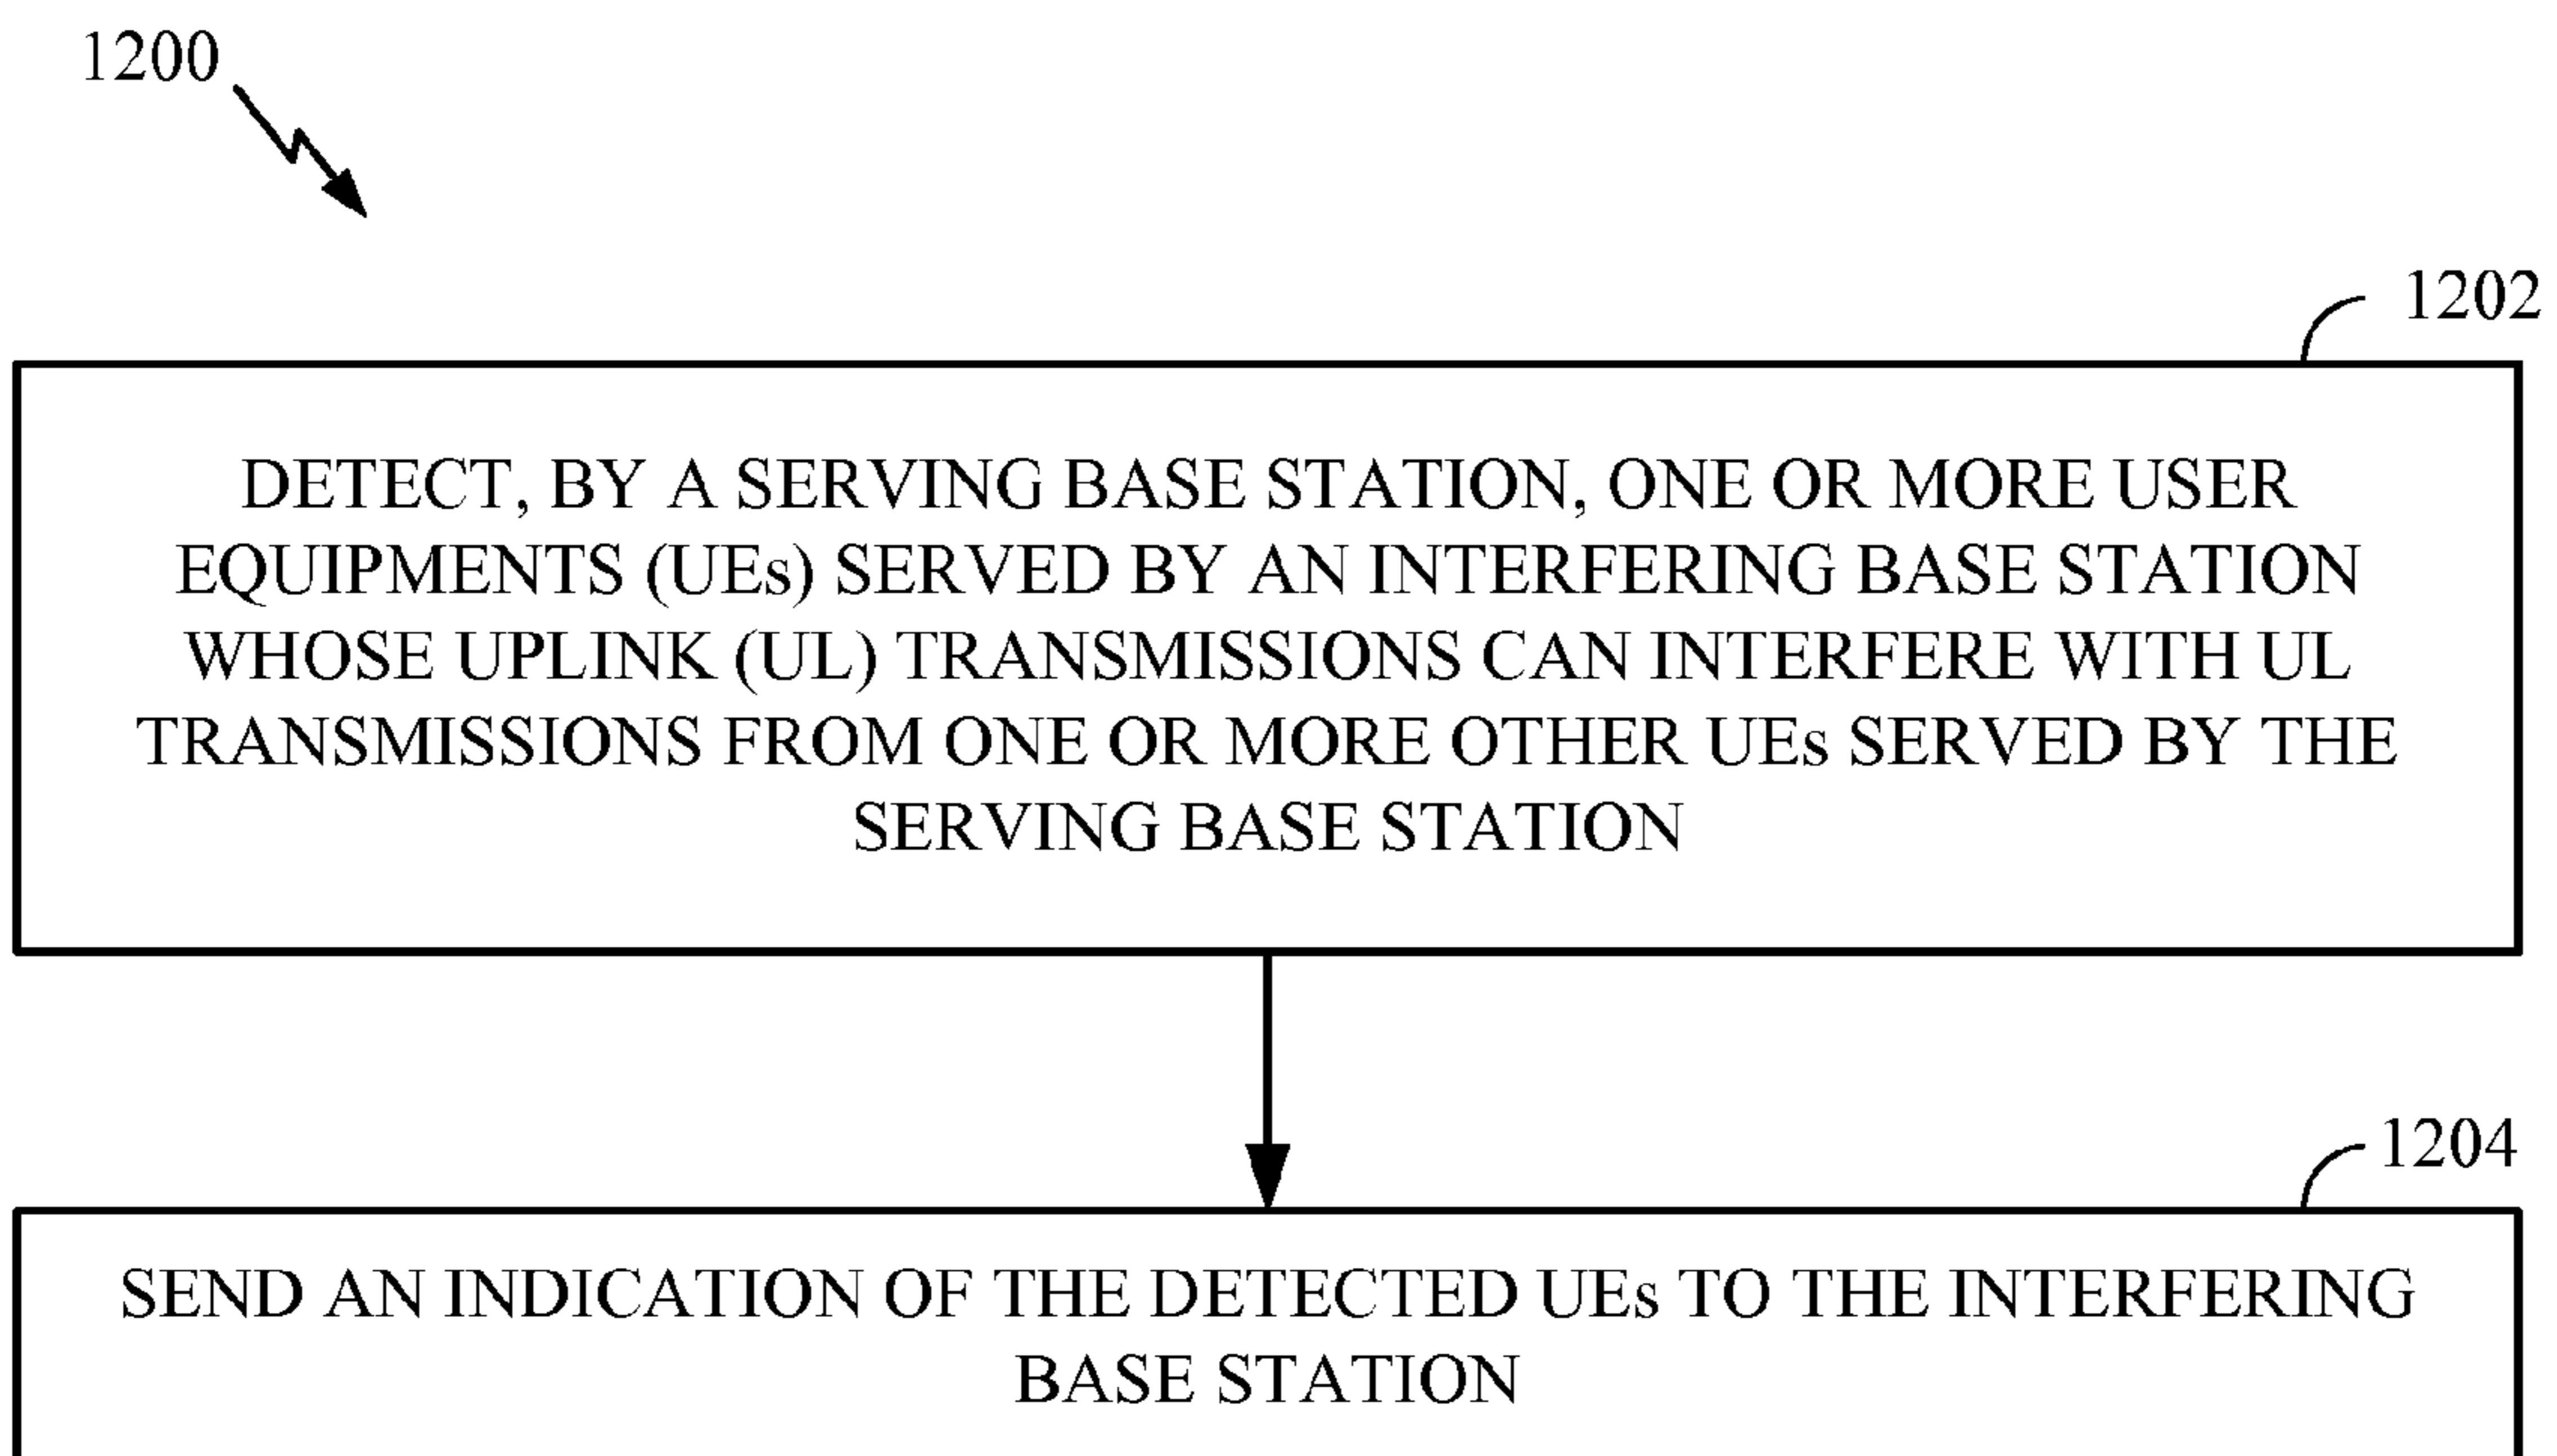 1200
1202
DETECT, BY A SERVING BASE STATION, ONE OR MORE USER
EQUIPMENTS (UEs) SERVED BY AN INTERFERING BASE STATION
WHOSE UPLINK (UL) TRANSMISSIONS CAN INTERFERE WITH UL
TRANSMISSIONS FROM ONE OR MORE OTHER UEs SERVED BY THE
SERVING BASE STATION
1204
SEND AN INDICATION OF THE DETECTED UEs TO THE INTERFERING
BASE STATION